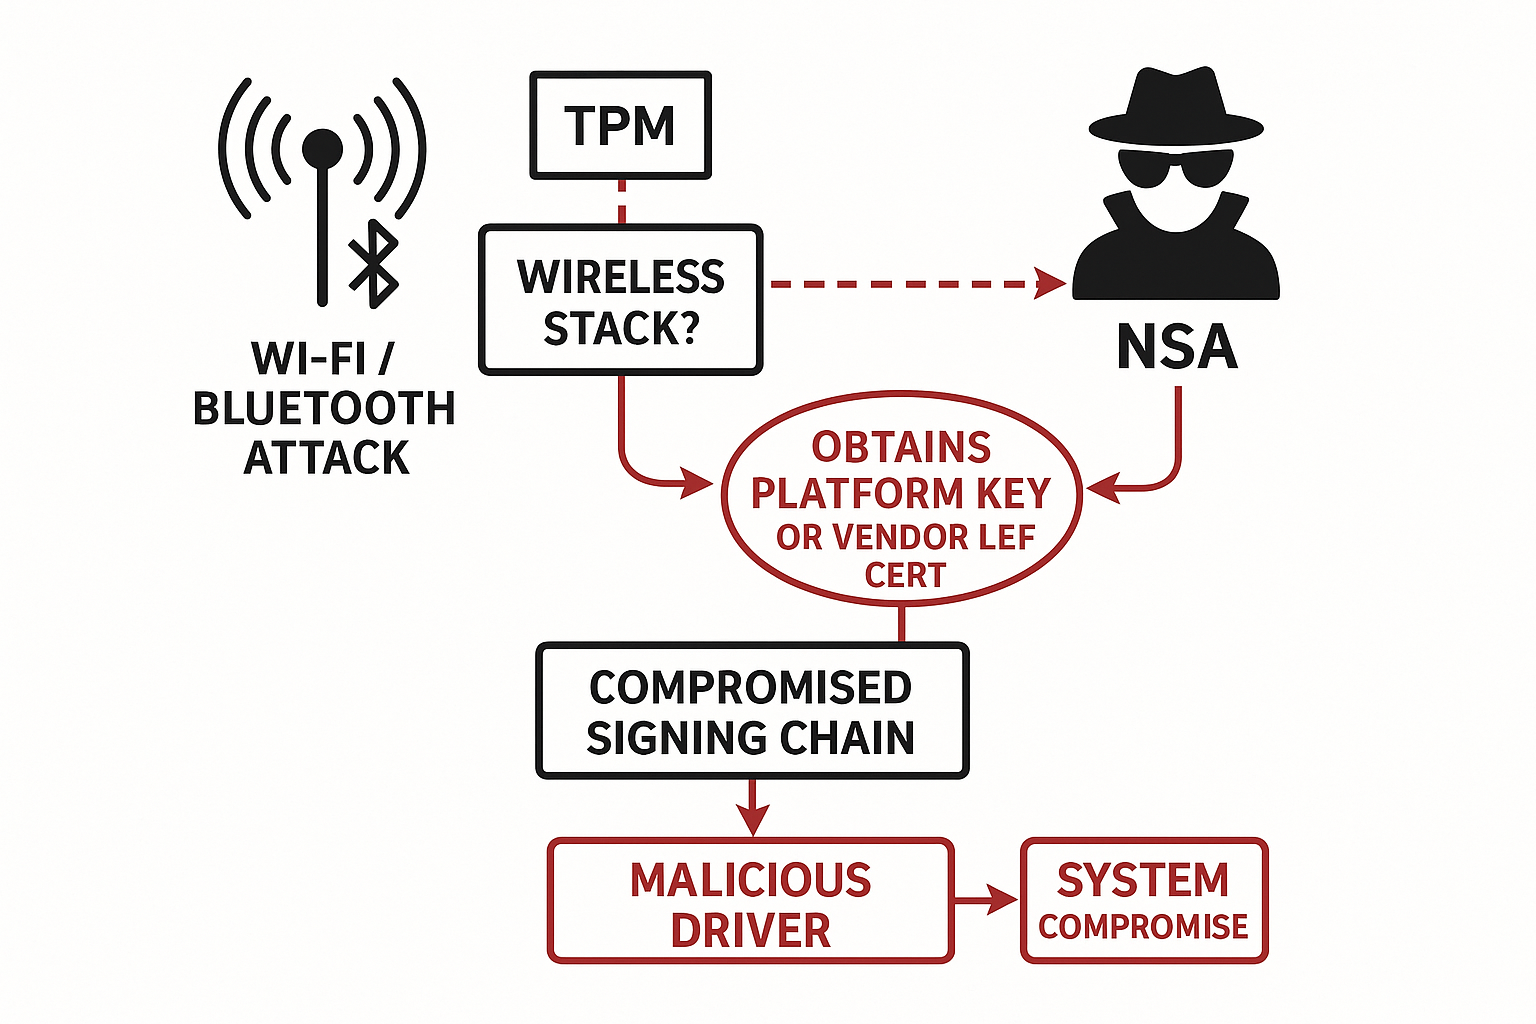 TPM
WIRELESS
STACK?
WI-FI /
BLUETOOTH
ATTACK
NSA
OBTAINS
PLATFORM KEY
OR VENDOR LEF
CERT
COMPROMISED
SIGNING CHAIN
MALICIOUS
DRIVER
SYSTEM
COMPROMISE